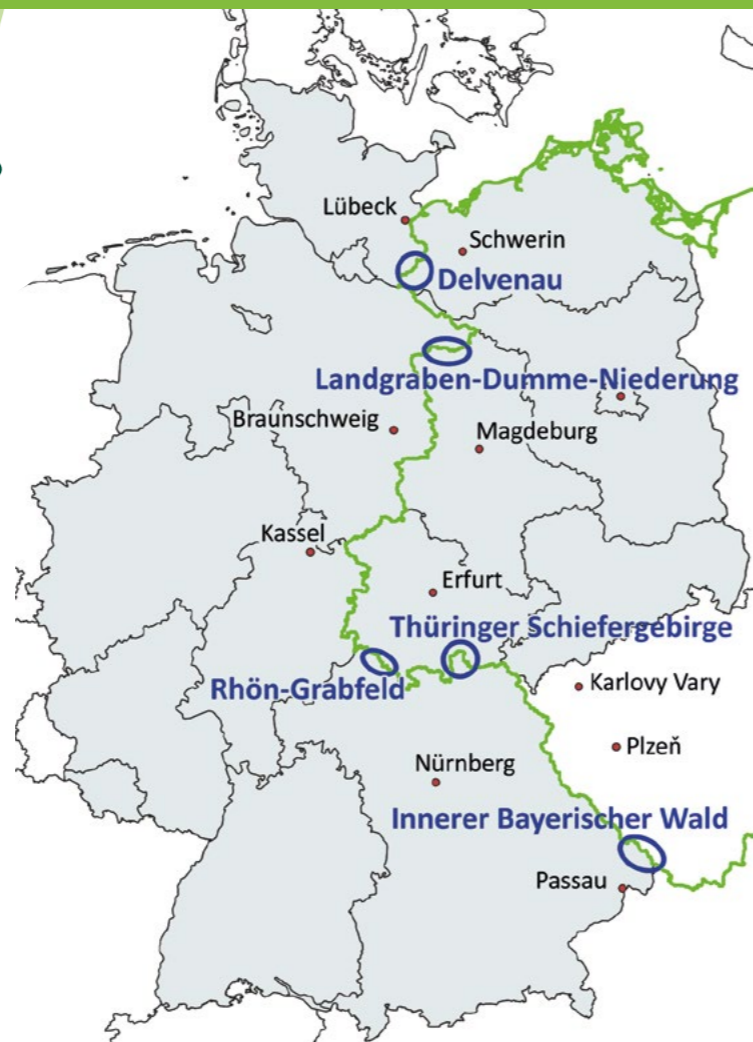 Lübeck
Schwerin
Delvenau
Landgraben-Dumme-Niederung
Braunschweig
Magdeburg
Kassel
Erfurt
Thüringer Schiefergebirge
Rhön-Grabfeld
Karlovy Vary
Plzeň
Nürnberg
Innerer Bayerischer Wald
Passau